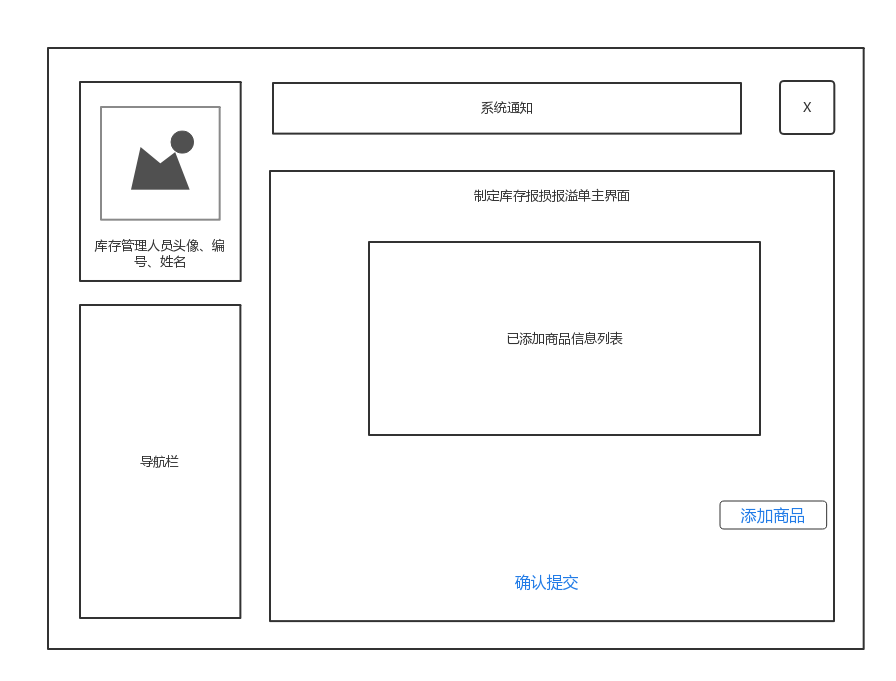 系统通知
X
制定库存报损报溢单主界面
库存管理人员头像、编
号、姓名
已添加商品信息列表
导航栏
添加商品
确认提交